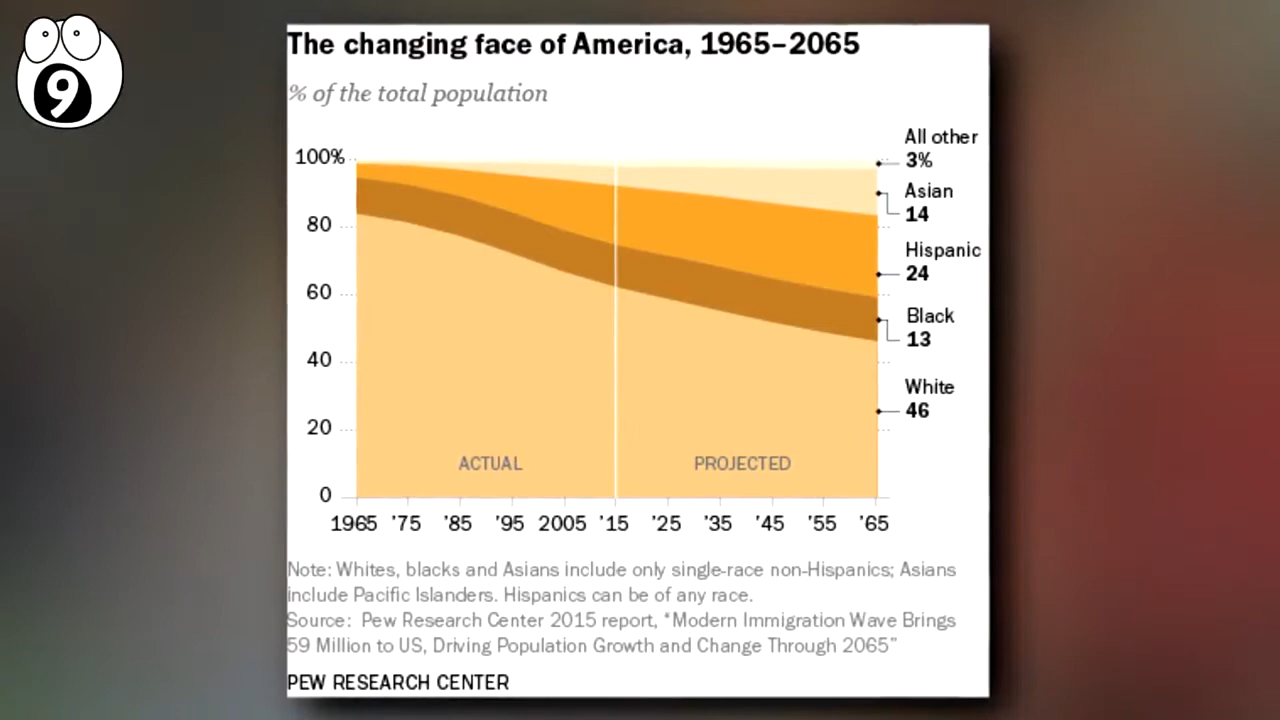 9
The changing face of America, 1965–2065
% of the total population
All other
3%
100%
Asian
14
80
Hispanic
24
60
Black
13
40
White
46
20
ACTUAL
PROJECTED
0
1965 '75 '85 '95 2005 '15 '25 '35 '45 '55 '65
Note: Whites, blacks and Asians include only single-race non-Hispanics; Asians
include Pacific Islanders. Hispanics can be of any race.
Source: Pew Research Center 2015 report, “Modern Immigration Wave Brings
59 Million to US, Driving Population Growth and Change Through 2065”
PEW RESEARCH CENTER